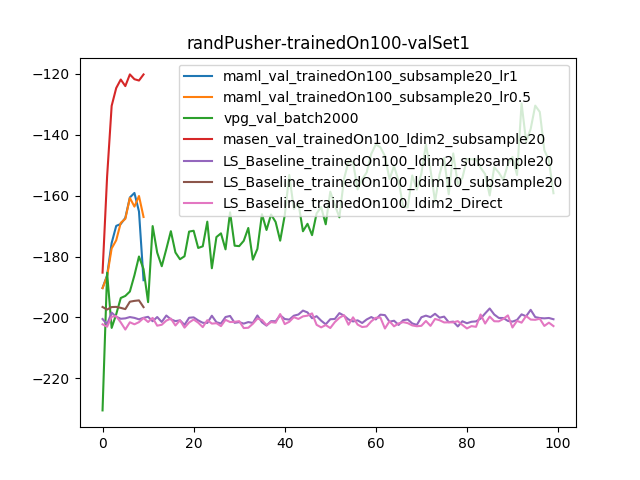 randPusher-trainedOn100-valSet1
maml_val_trainedOn100_subsample20_lr1
maml_val_trainedOn100_subsample20_lr0.5
vpg_val_batch2000
masen_val_trainedOn100_ldim2_subsample20
LS_Baseline_trainedOn100_ldim2_subsample20
LS_Baseline_trainedOn100_ldim10_subsample20
LS_Baseline_trainedOn100_ldim2_Direct
−120
−140
−160
−180
−200
−220
0 20 40 60 80 100